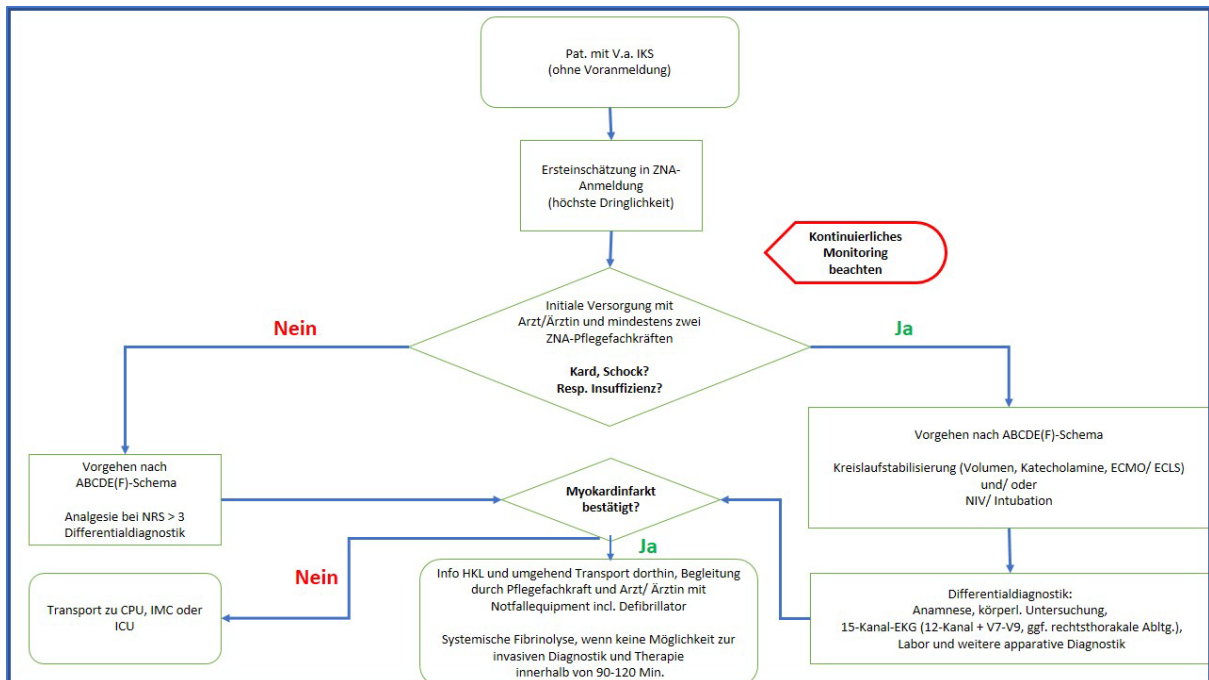 Pat. mit V.a. IKS
(ohne Voranmeldung)
Ersteinschätzung in ZNA-
Anmeldung
(höchste Dringlichkeit)
Kontinuierliches
Monitoring
beachten
Initiale Versorgung mit
Arzt/Ärztin und mindestens zwei
ZNA-Pflegefachkräften
Kard, Schock?
Resp. Insuffizienz?
Nein
Ja
Vorgehen nach
ABCDE(F)-Schema
Analgesie bei NRS > 3
Differentialdiagnostik
Vorgehen nach ABCDE(F)-Schema
Kreislaufstabilisierung (Volumen, Katecholamine, ECMO/ ECLS)
und/ oder
NIV/ Intubation
Myokardinfarkt
bestätigt?
Ja
Nein
Transport zu CPU, IMC oder
ICU
Info HKL und umgehend Transport dorthin, Begleitung
durch Pflegefachkraft und Arzt/ Ärztin mit
Notfallequipment incl. Defibrillator
Systemische Fibrinolyse, wenn keine Möglichkeit zur
invasiven Diagnostik und Therapie
innerhalb von 90-120 Min.
Differentialdiagnostik:
Anamnese, körperl. Untersuchung,
15-Kanal-EKG (12-Kanal + V7-V9, ggf. rechtsthorakale Abltg.),
Labor und weitere apparative Diagnostik